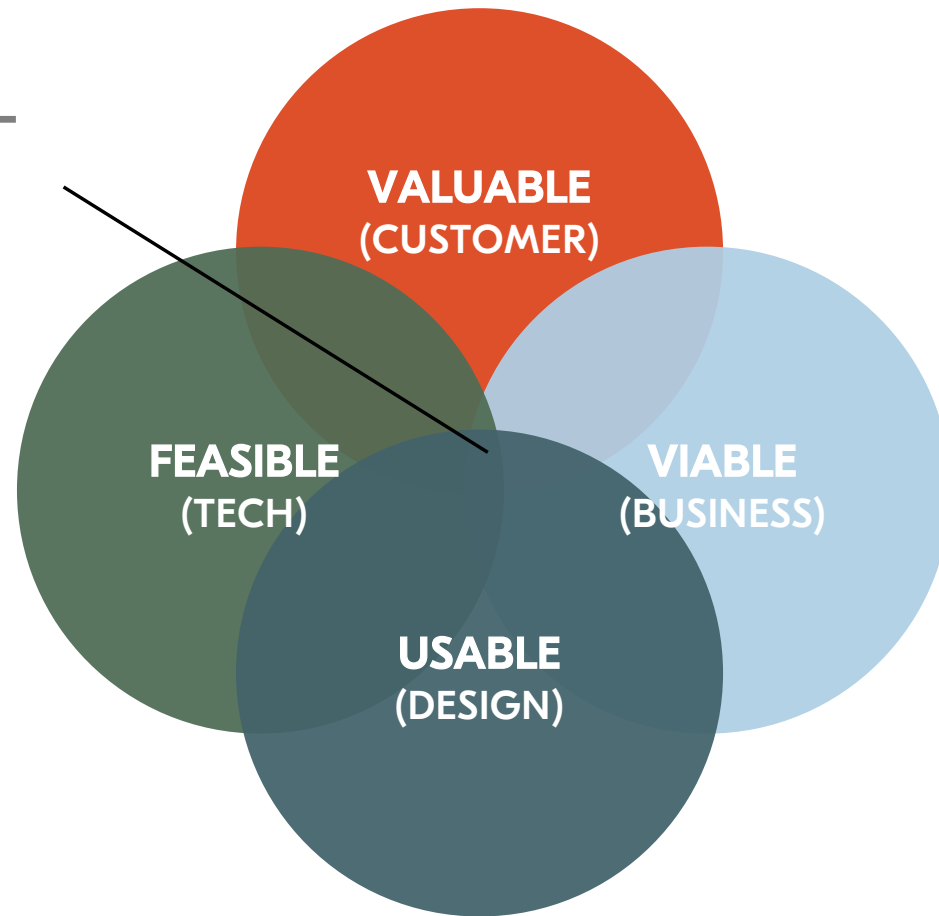 VALUABLE
(CUSTOMER)
FEASIBLE
(TECH)
VIABLE
(BUSINESS)
USABLE
(DESIGN)